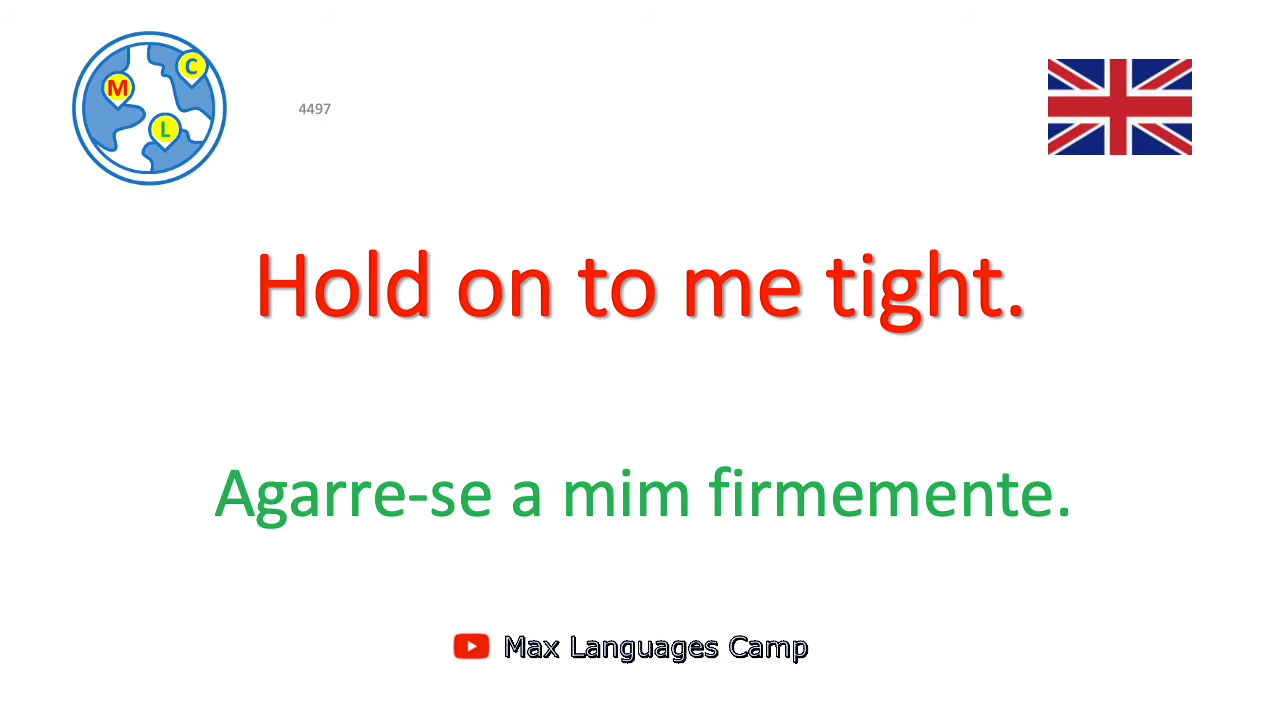 M
C
L
4497
Hold on to me tight.
Agarre-se a mim firmemente.
Max Languages Camp